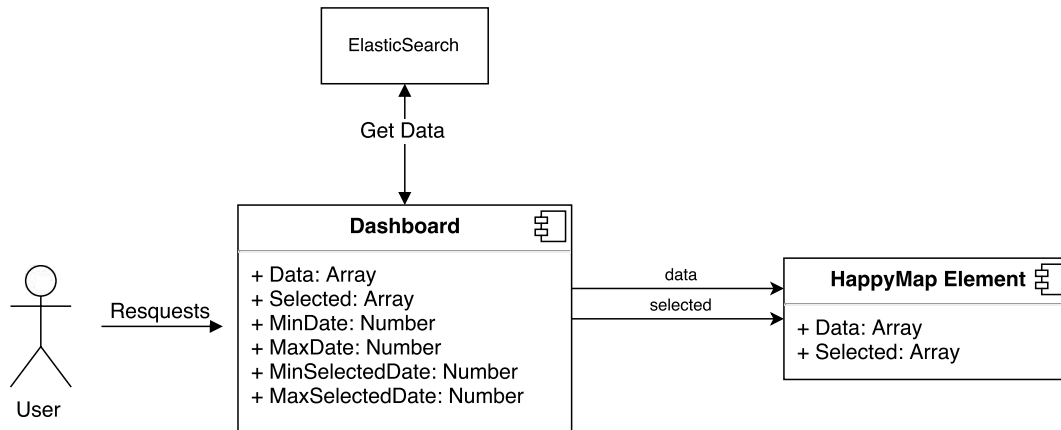 ElasticSearch
Get Data
Dashboard
+ Data: Array
+ Selected: Array
+ MinDate: Number
+ MaxDate: Number
+ MinSelectedDate: Number
+ MaxSelectedDate: Number
Resquests
User
data
selected
HappyMap Element
+ Data: Array
+ Selected: Array